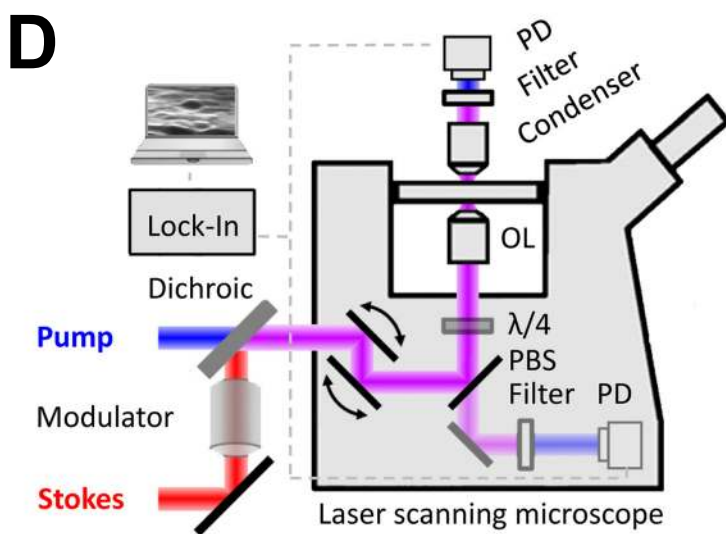 D
PD
Filter
Condenser
Lock-In
OL
Dichroic
Pump
λ/4
PBS
Modulator
Filter PD
Stokes
Laser scanning microscope